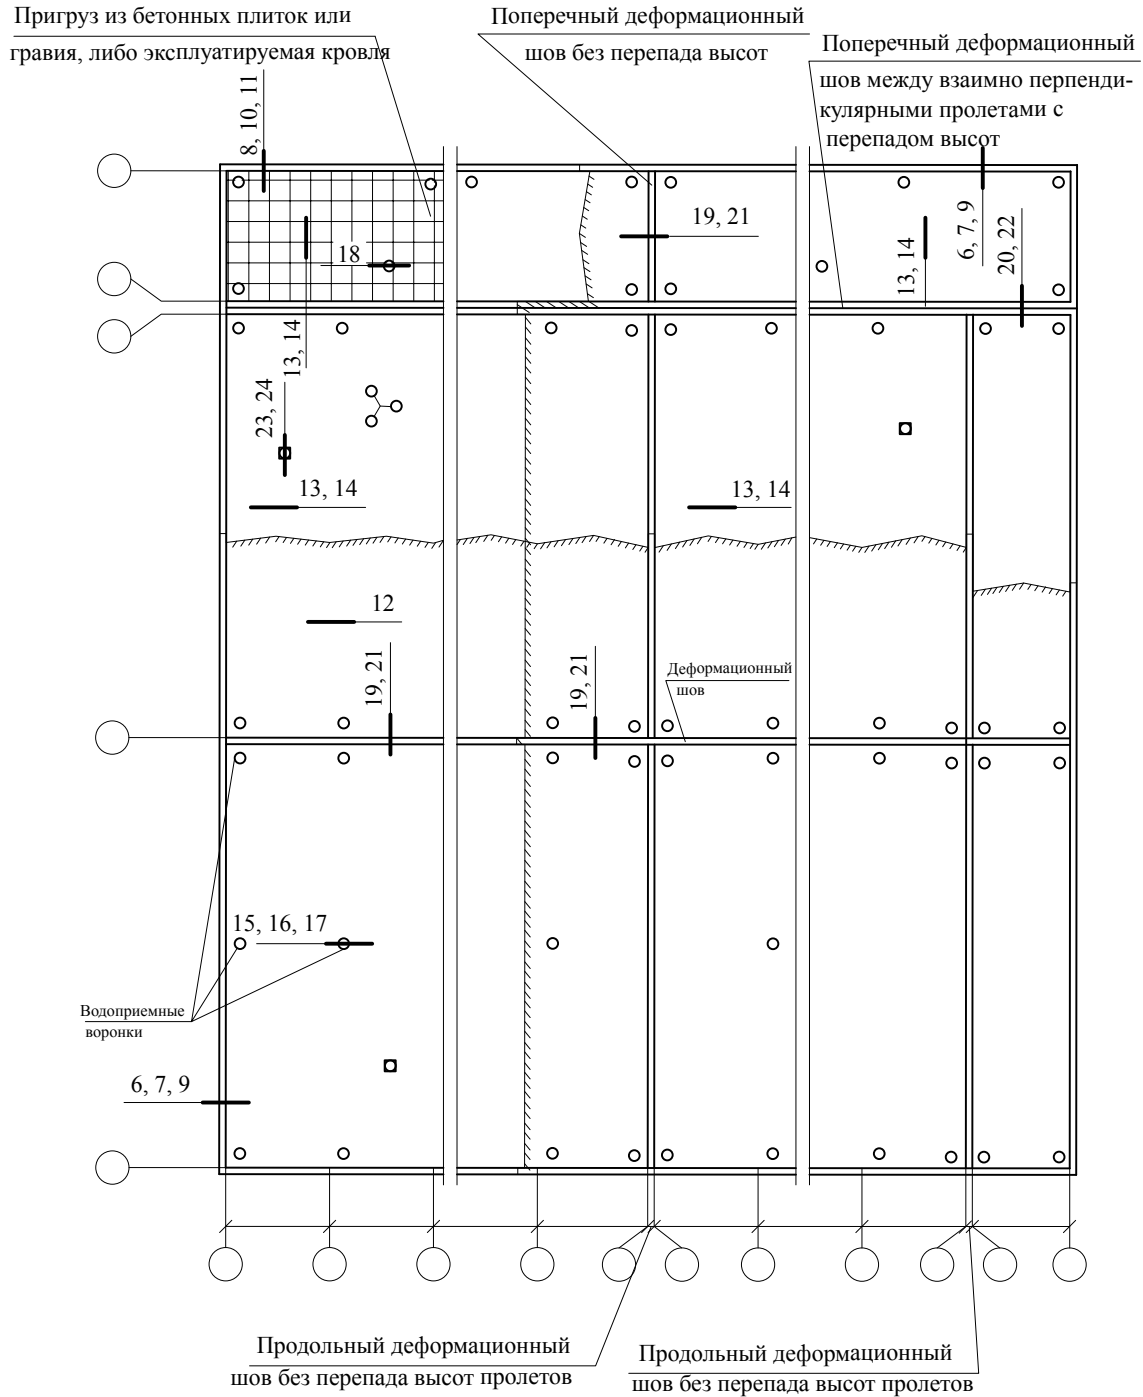 Пригруз из бетонных плиток или
гравия, либо эксплуатируемая кровля
Поперечный деформационный
шов без перепада высот
Поперечный деформационный
шов между взаимно перпенди-
кулярными пролетами с
перепадом высот
8, 10, 11
18
19, 21
13, 14
6, 7, 9
20, 22
13, 14
23, 24
13, 14
13, 14
12
19, 21
19, 21
Деформационный
шов
15, 16, 17
Водоприемные
воронки
6, 7, 9
Продольный деформационный
шов без перепада высот пролетов
Продольный деформационный
шов без перепада высот пролетов